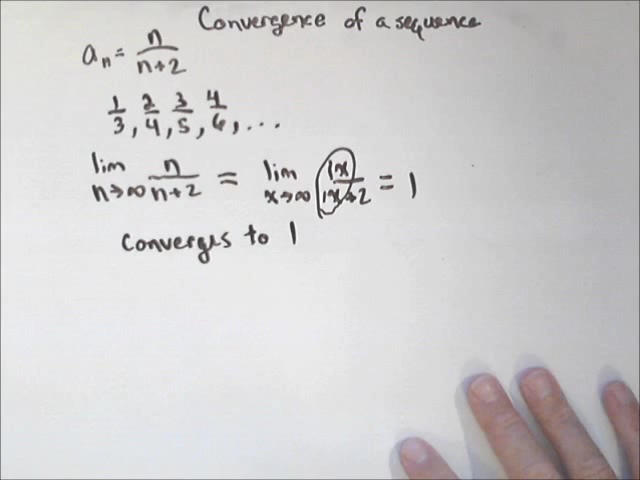 Convergence of a sequence
aₙ = n/(n+2)
1/3, 2/4, 3/5, 4/6, ...
lim n→∞ n/(n+2) = lim x→∞ 1x/(1x+2) = 1
converges to 1